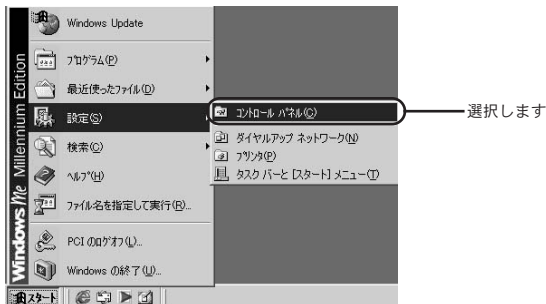 Windows Update
プログラム(P)
最近使ったファイル(D)
設定(S)
検索(C)
ヘルプ(H)
ファイル名を指定して実行(R)...
PCI のログオフ(L)...
Windows の終了(U)...
Windows Me Millennium Edition
コントロール パネル(C)
ダイヤルアップ ネットワーク(N)
プリンタ(P)
タスク バーと [スタート] メニュー(T)
選択します
スタート